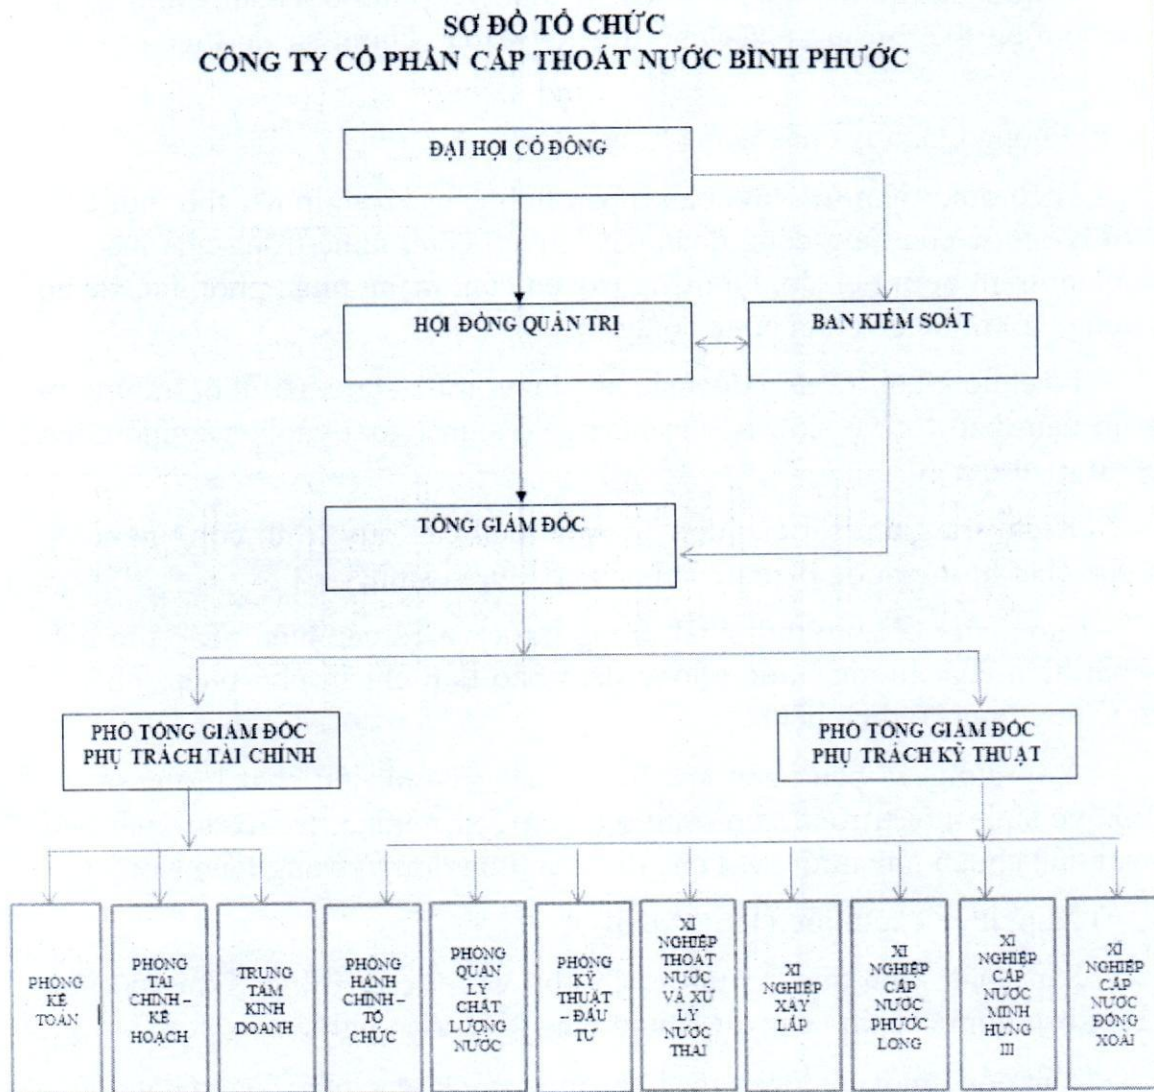 SƠ ĐỒ TỔ CHỨC
CÔNG TY CỔ PHẦN CẤP THOÁT NƯỚC BÌNH PHƯỚC
ĐẠI HỘI CỔ ĐÔNG
HỘI ĐỒNG QUẢN TRỊ
BAN KIỂM SOÁT
TỔNG GIÁM ĐỐC
PHÓ TỔNG GIÁM ĐỐC
PHỤ TRÁCH TÀI CHÍNH
PHÓ TỔNG GIÁM ĐỐC
PHỤ TRÁCH KỸ THUẬT
PHÒNG
KẾ
TOÁN
PHÒNG
TÀI
CHÍNH –
KẾ
HOẠCH
TRUNG
TÂM
KINH
DOANH
PHÒNG
HÀNH
CHÍNH –
TỔ
CHỨC
PHÒNG
QUẢN
LÝ
CHẤT
LƯỢNG
NƯỚC
PHÒNG
KỸ
THUẬT
– ĐẦU
TƯ
XÍ
NGHIỆP
THOÁT
NƯỚC
VÀ XỬ
LÝ
NƯỚC
THẢI
XÍ
NGHIỆP
XÂY
LẮP
XÍ
NGHIỆP
CẤP
NƯỚC
PHƯỚC
LONG
XÍ
NGHIỆP
CẤP
NƯỚC
MINH
HƯNG
III
XÍ
NGHIỆP
CẤP
NƯỚC
ĐỒNG
XOÀI